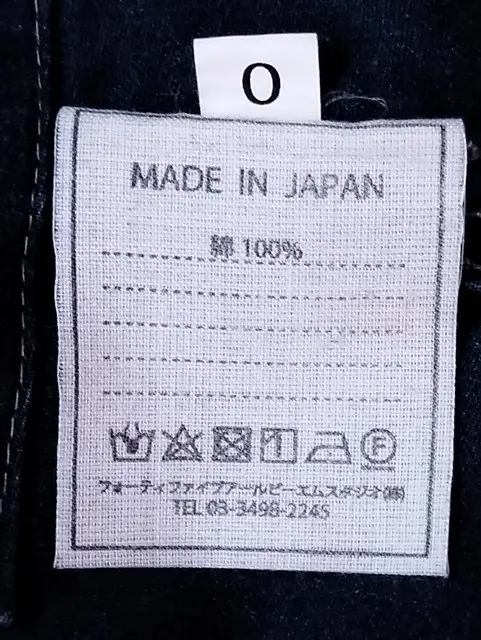 0
MADE IN JAPAN
綿 100%
F
フォーティファイブアールピーエムスタジオ(株)
TEL 03-3498-2245